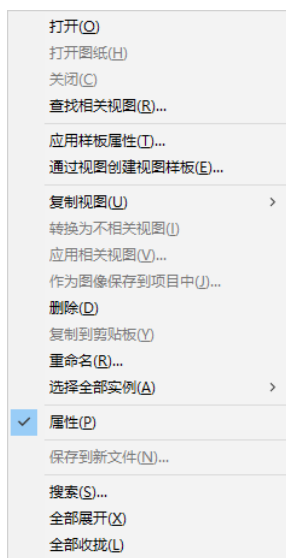 打开(O)
打开图纸(H)
关闭(C)
查找相关视图(R)...
应用样板属性(T)...
通过视图创建视图样板(E)...
复制视图(U)
转换为不相关视图(I)
应用相关视图(V)...
作为图像保存到项目中(J)...
删除(D)
复制到剪贴板(Y)
重命名(R)...
选择全部实例(A)
属性(P)
保存到新文件(N)...
搜索(S)...
全部展开(X)
全部收拢(L)